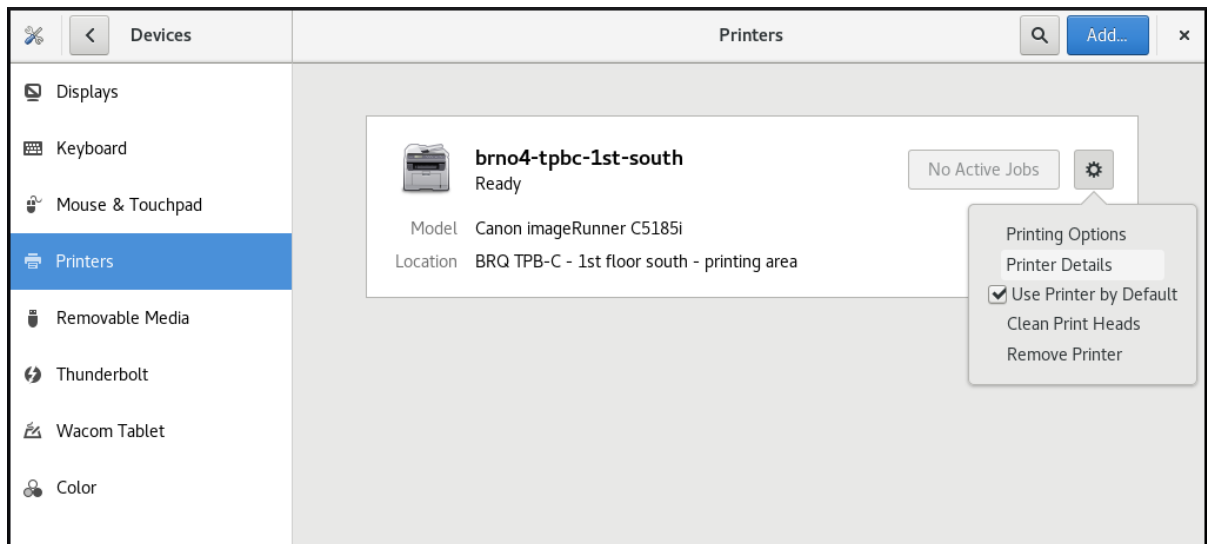 Devices
Printers
Add...
Displays
Keyboard
Mouse & Touchpad
Printers
Removable Media
Thunderbolt
Wacom Tablet
Color
brno4-tpbc-1st-south
Ready
No Active Jobs
Model Canon imageRunner C5185i
Location BRQ TPB-C - 1st floor south - printing area
Printing Options
Printer Details
Use Printer by Default
Clean Print Heads
Remove Printer